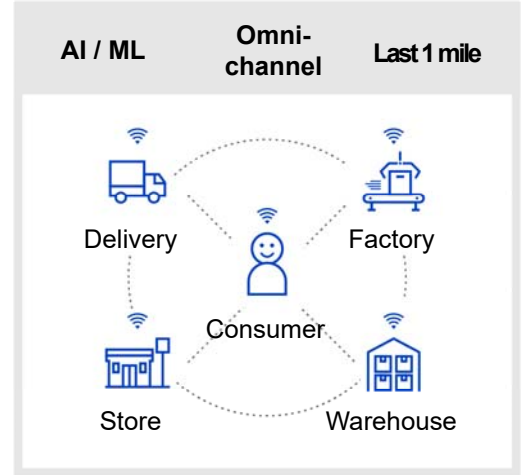 AI / ML
Omni-
channel
Last 1 mile
Delivery
Factory
Consumer
Store
Warehouse